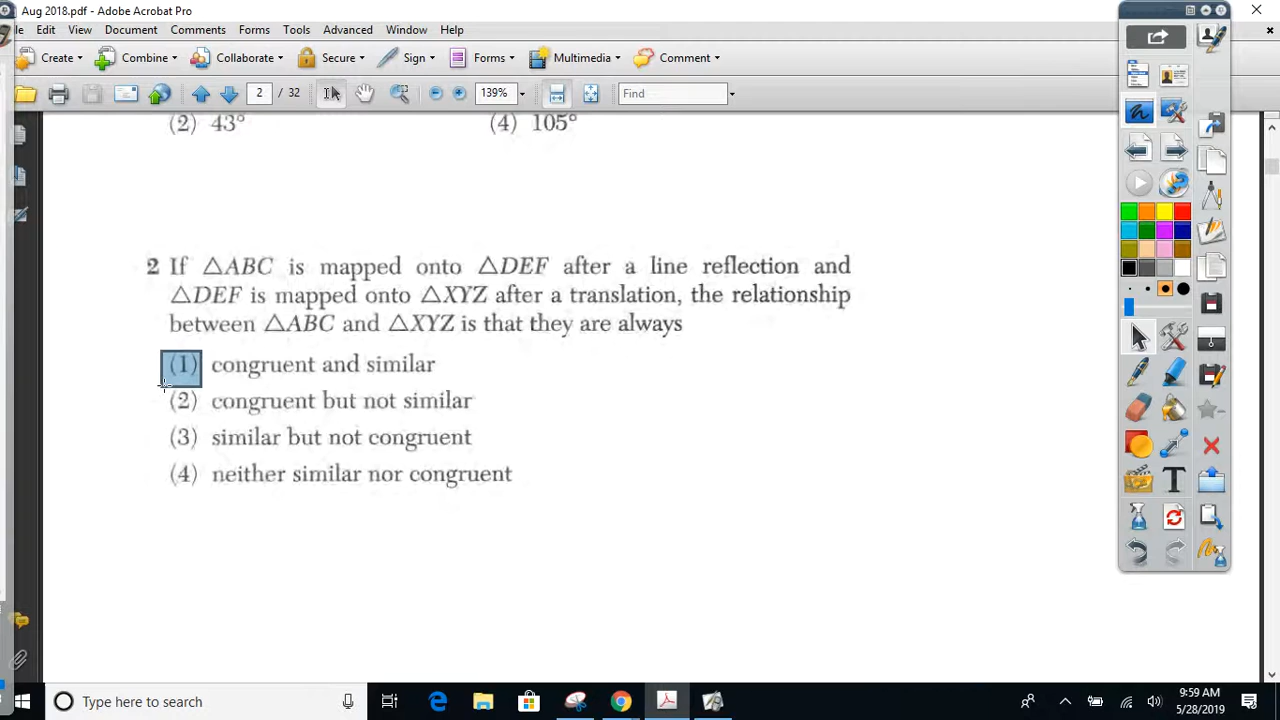 Aug 2018.pdf - Adobe Acrobat Pro
le Edit View Document Comments Forms Tools Advanced Window Help
Create Combine Collaborate Secure Sign Forms Multimedia Comment
2 / 32 39% Find
(2) 43° (4) 105°
2 If △ABC is mapped onto △DEF after a line reflection and
△DEF is mapped onto △XYZ after a translation, the relationship
between △ABC and △XYZ is that they are always
(1) congruent and similar
(2) congruent but not similar
(3) similar but not congruent
(4) neither similar nor congruent
Type here to search
9:59 AM
5/28/2019